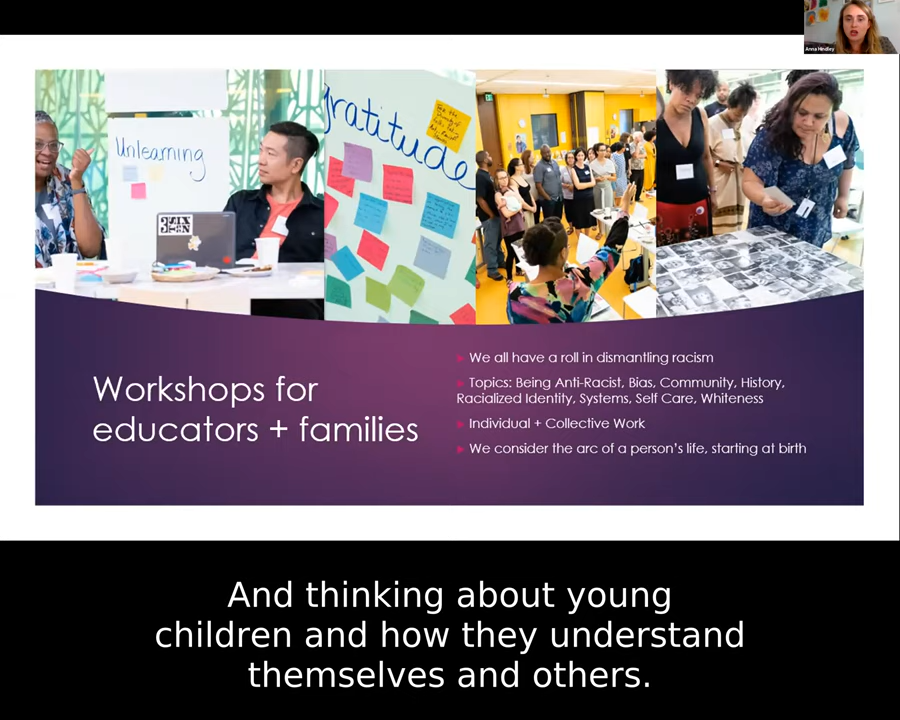 Anna Hindley
Unlearning
gratitude
Workshops for
educators + families
We all have a roll in dismantling racism
Topics: Being Anti-Racist, Bias, Community, History,
Racialized Identity, Systems, Self Care, Whiteness
Individual + Collective Work
We consider the arc of a person's life, starting at birth
And thinking about young
children and how they understand
themselves and others.